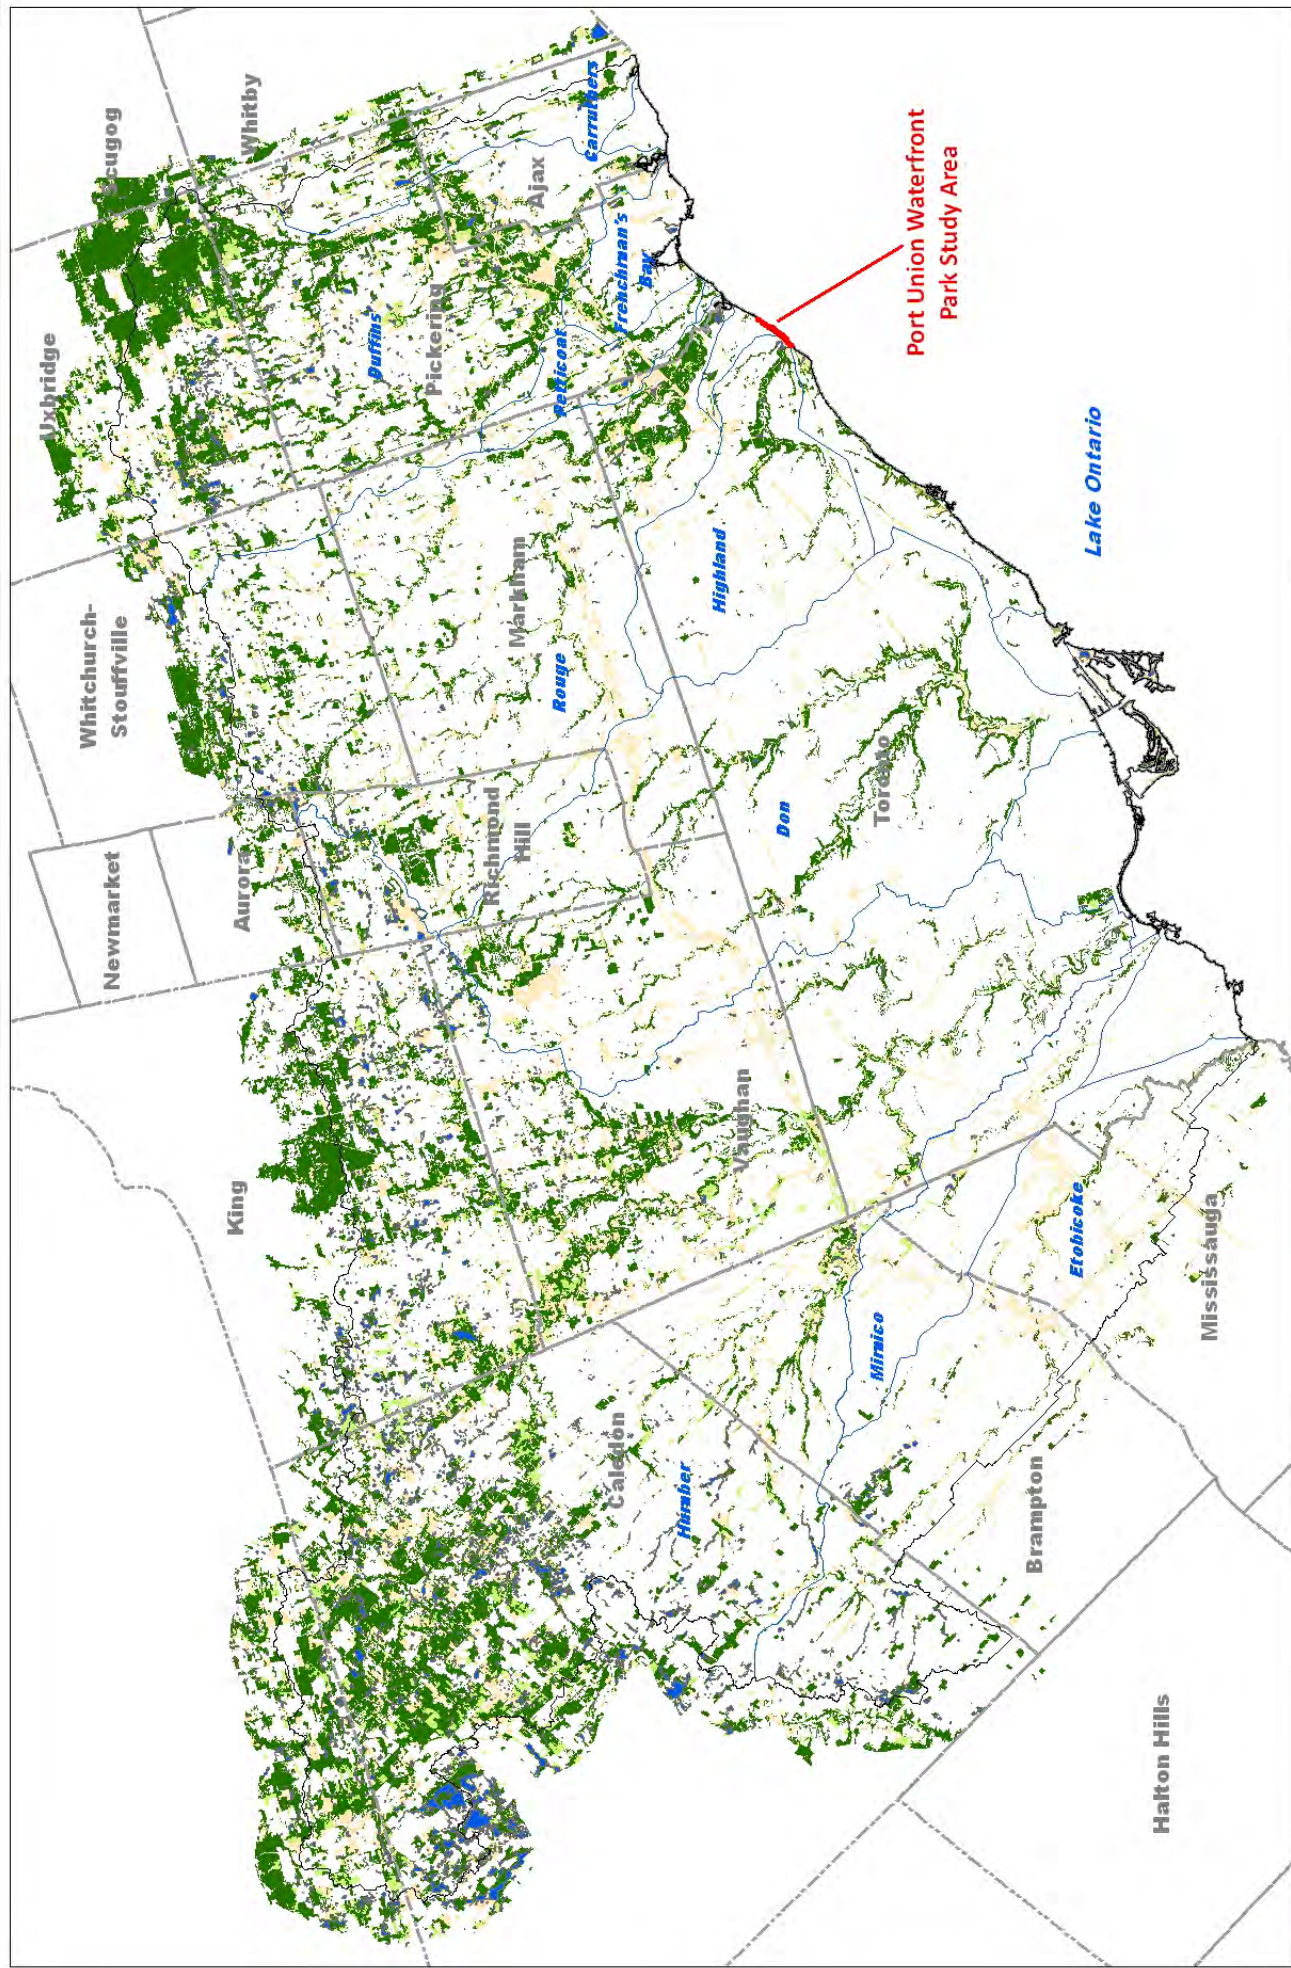 Scugog
Whitby
Uxbridge
Carruthers
Ajax
Frenchman's
Bay
Duffins
Pickering
Petticoat
Port Union Waterfront
Park Study Area
Whitchurch-
Stouffville
Markham
Rouge
Highland
Lake Ontario
Newmarket
Aurora
Richmond
Hill
Don
Toronto
King
Vaughan
Etobicoke
Mississauga
Mimico
Caledon
Humber
Brampton
Halton Hills